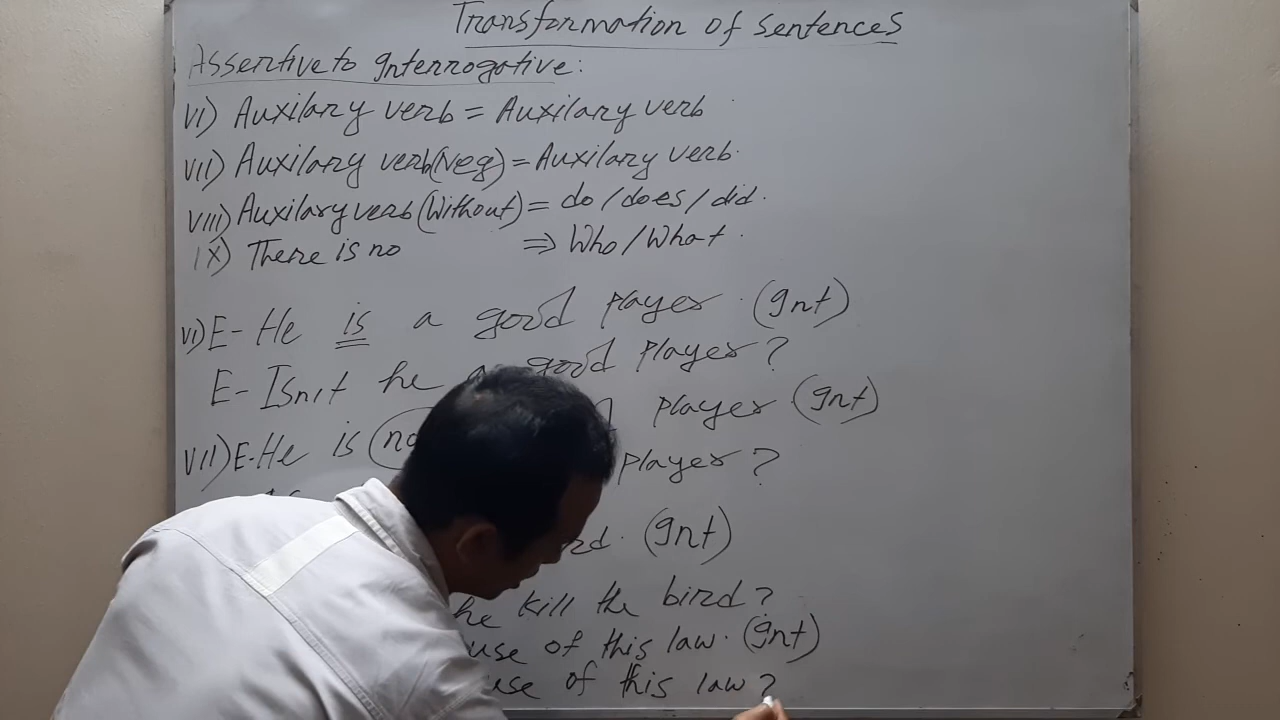 Transformation of sentences
Assertive to Interrogative:
VI) Auxilary verb = Auxilary verb
VII) Auxilary verb(Neg) = Auxilary verb.
VIII) Auxilary verb (Without) = do/does/did.
IX) There is no ⇒ Who/What.
VI) E- He is a good player. (Int)
E- Isn't he a good player?
VII) E- He is player (Int)
player?
(Int)
he kill the bird?
use of this law. (Int)
use of this law?